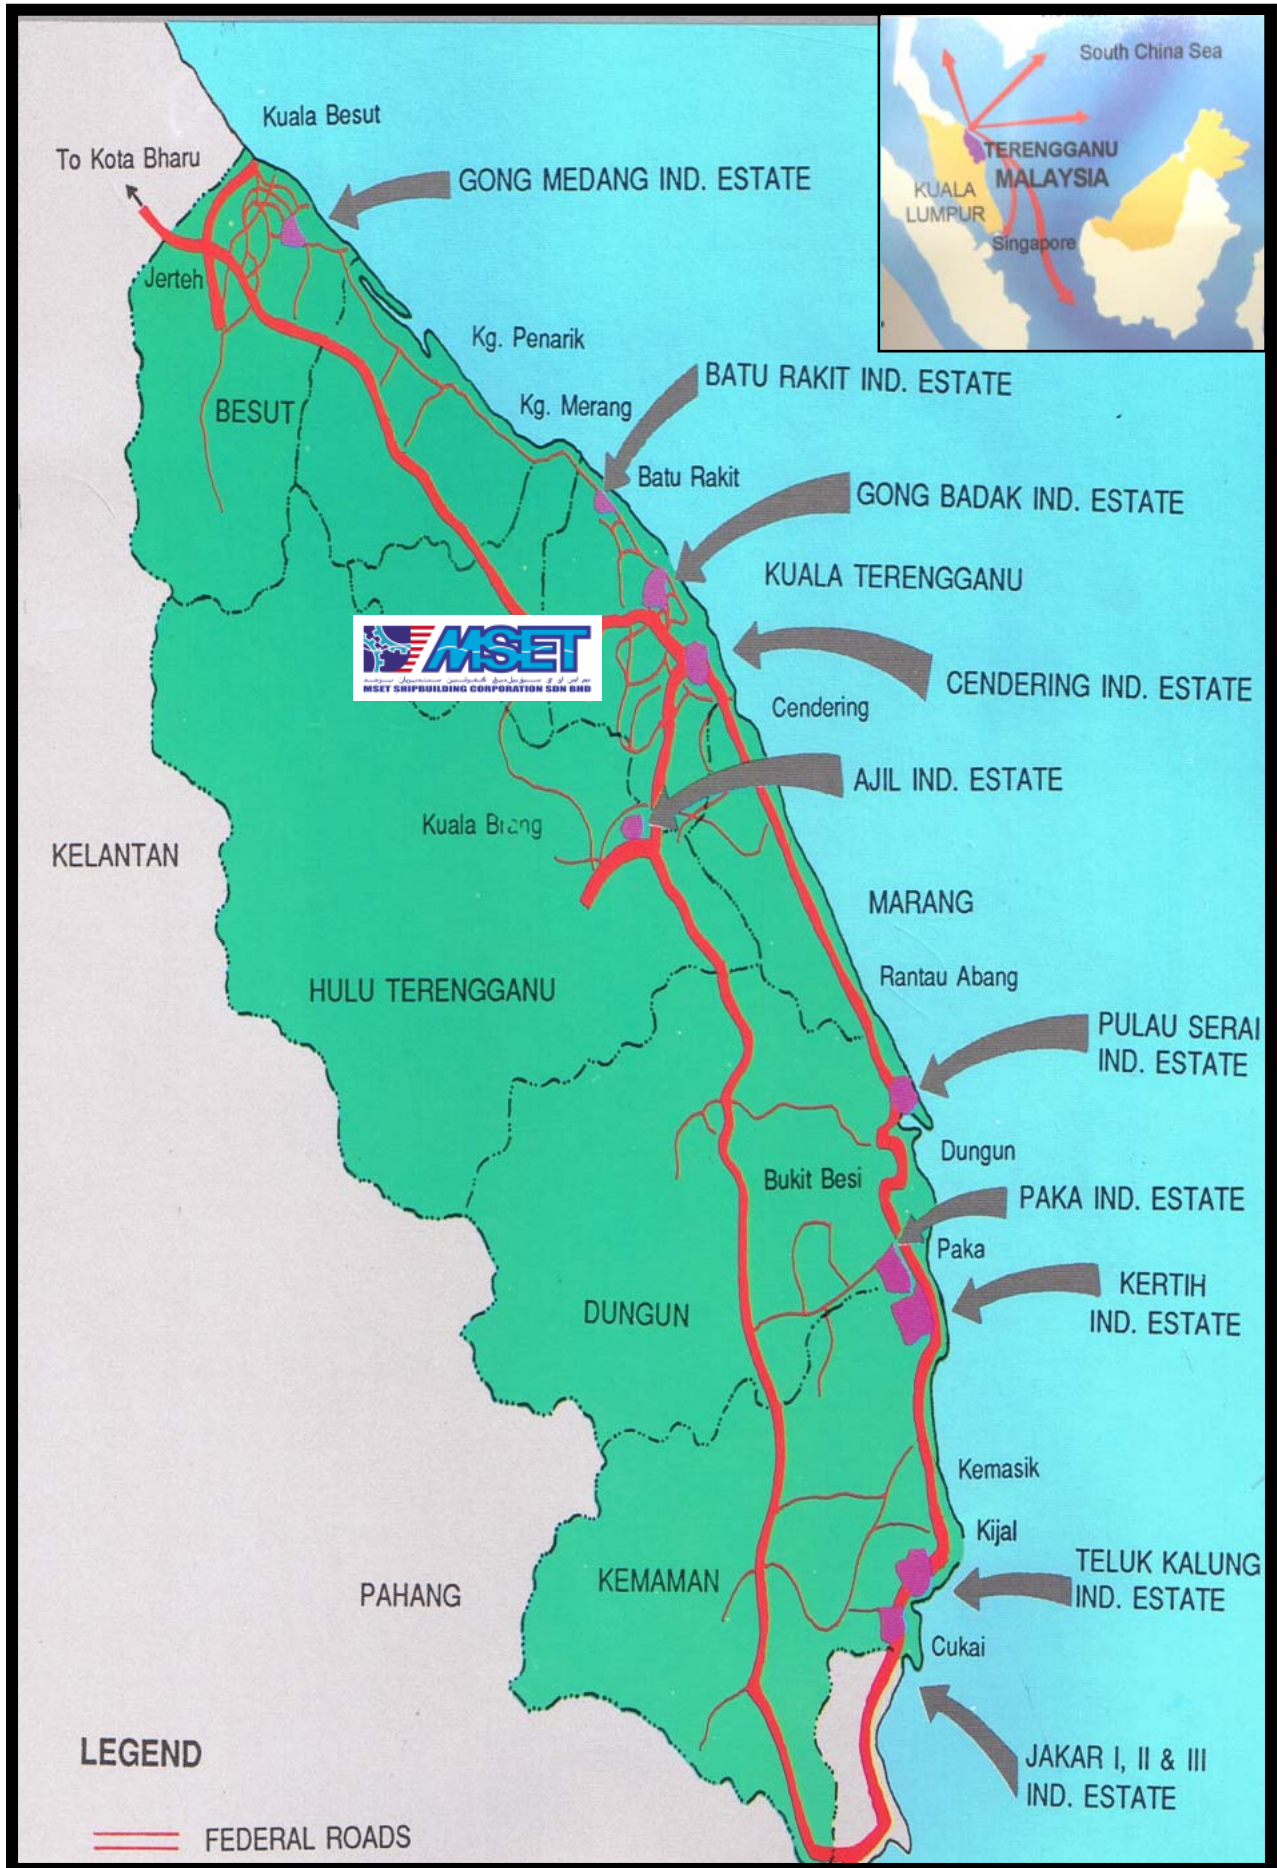 South China Sea
TERENGGANU
MALAYSIA
KUALA
LUMPUR
Singapore
Kuala Besut
To Kota Bharu
GONG MEDANG IND. ESTATE
Jerteh
Kg. Penarik
BATU RAKIT IND. ESTATE
BESUT
Kg. Merang
Batu Rakit
GONG BADAK IND. ESTATE
KUALA TERENGGANU
MSET
MSET SHIPBUILDING CORPORATION SDN BHD
CENDERING IND. ESTATE
Cendering
AJIL IND. ESTATE
Kuala Brang
KELANTAN
MARANG
Rantau Abang
HULU TERENGGANU
PULAU SERAI
IND. ESTATE
Dungun
Bukit Besi
PAKA IND. ESTATE
Paka
KERTIH
IND. ESTATE
DUNGUN
Kemasik
Kijal
TELUK KALUNG
IND. ESTATE
KEMAMAN
PAHANG
Cukai
JAKAR I, II & III
IND. ESTATE
LEGEND
FEDERAL ROADS